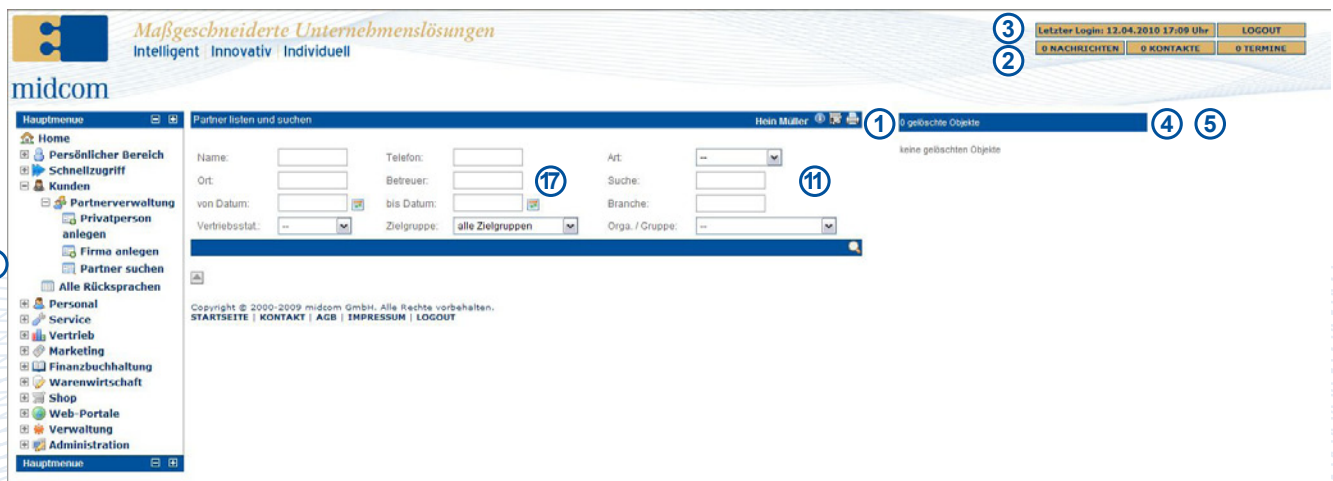 Maßgeschneiderte Unternehmenslösungen
Intelligent | Innovativ | Individuell
midcom
3
Letzter Login: 12.04.2010 17:09 Uhr
LOGOUT
2
0 NACHRICHTEN
0 KONTAKTE
0 TERMINE
Hauptmenue
Home
Persönlicher Bereich
Schnellzugriff
Kunden
Partnerverwaltung
Privatperson
anlegen
Firma anlegen
Partner suchen
Alle Rücksprachen
Personal
Service
Vertrieb
Marketing
Finanzbuchhaltung
Warenwirtschaft
Shop
Web-Portale
Verwaltung
Administration
Hauptmenue
Partner listen und suchen
Hein Müller
1
Name:
Telefon:
Art:
--
Ort:
Betreuer:
17
Suche:
11
von Datum:
bis Datum:
Branche:
Vertriebsstat.:
--
Zielgruppe:
alle Zielgruppen
Orga. / Gruppe:
--
Copyright © 2000-2009 midcom GmbH. Alle Rechte vorbehalten.
STARTSEITE | KONTAKT | AGB | IMPRESSUM | LOGOUT
0 gelöschte Objekte
4
5
keine gelöschten Objekte